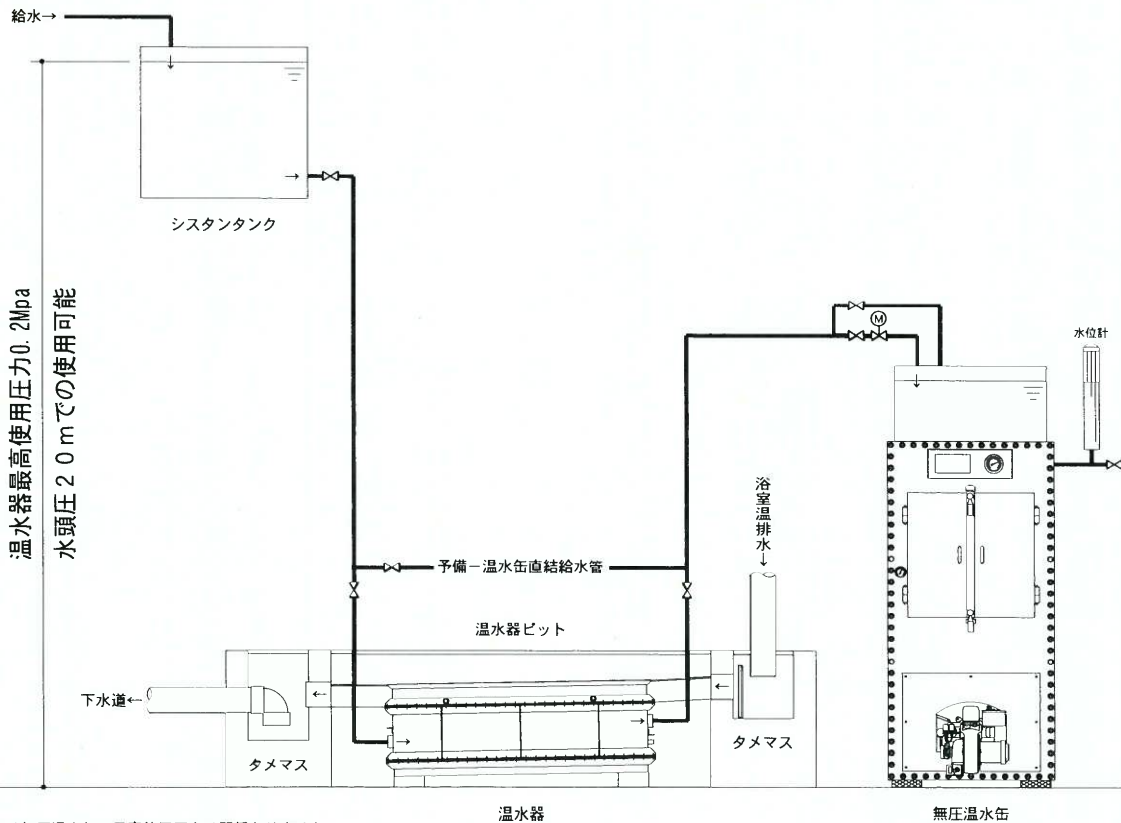 給水→
シスタンタンク
温水器最高使用圧力0.2Mpa
水頭圧20mでの使用可能
M
水位計
浴室温排水→
予備－温水缶直結給水管
温水器ピット
下水道←
タメマス
タメマス
温水器
無圧温水缶